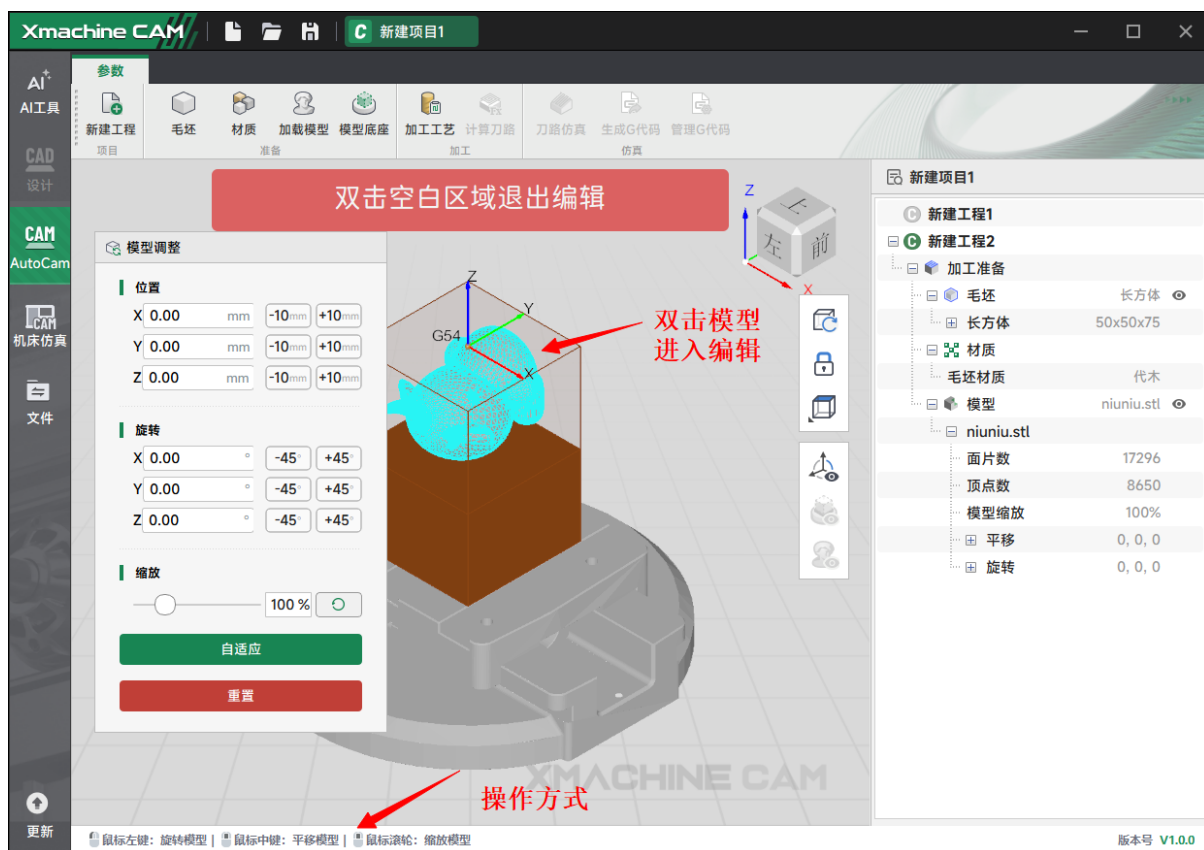 Xmachine CAM
C 新建项目1
AI
AI工具
CAD
设计
CAM
AutoCam
CAM
机床仿真
文件
更新
参数
新建工程 毛坯 材质 加载模型 模型底座 加工工艺 计算刀路 刀路仿真 生成G代码 管理G代码
项目 准备 加工 仿真
双击空白区域退出编辑
模型调整
位置
X 0.00 mm -10mm +10mm
Y 0.00 mm -10mm +10mm
Z 0.00 mm -10mm +10mm
旋转
X 0.00 ° -45° +45°
Y 0.00 ° -45° +45°
Z 0.00 ° -45° +45°
缩放
100 %
自适应
重置
Z
上
左 前
X
Z
Y
G54
X
双击模型
进入编辑
XMACHINE CAM
操作方式
新建项目1
C 新建工程1
C 新建工程2
加工准备
毛坯 长方体
长方体 50x50x75
材质
毛坯材质 代木
模型 niuniu.stl
niuniu.stl
面片数 17296
顶点数 8650
模型缩放 100%
平移 0, 0, 0
旋转 0, 0, 0
鼠标左键：旋转模型 | 鼠标中键：平移模型 | 鼠标滚轮：缩放模型
版本号 V1.0.0